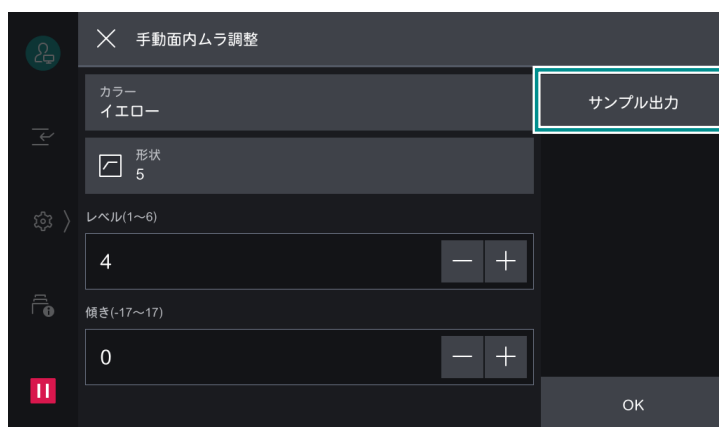 手動面内ムラ調整
カラー
イエロー
サンプル出力
形状
5
レベル(1~6)
4
傾き(-17~17)
0
OK